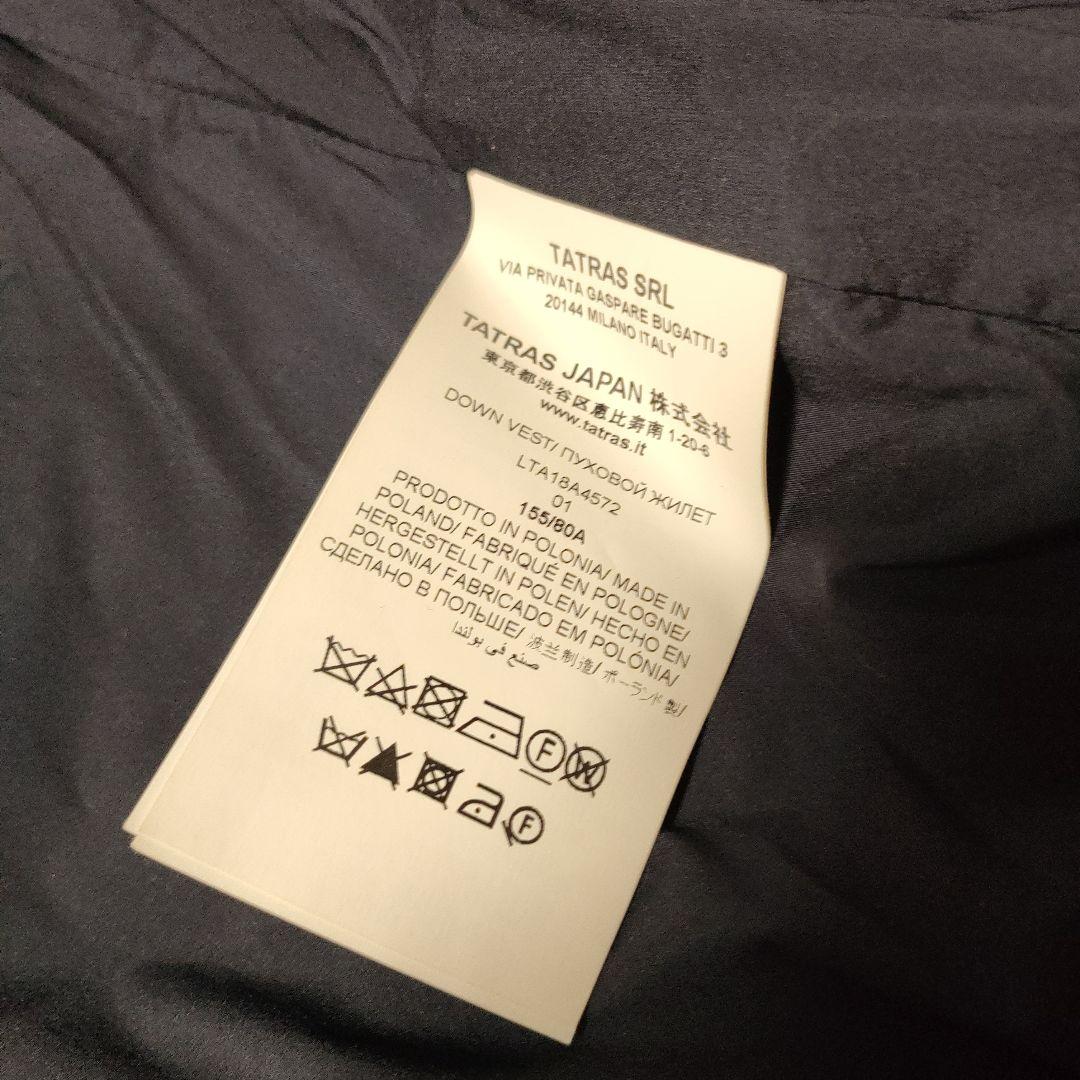 TATRAS SRL
VIA PRIVATA GASPARE BUGATTI 3
20144 MILANO ITALY
TATRAS JAPAN 株式会社
東京都渋谷区恵比寿南 1-20-6
www.tatras.it
DOWN VEST/ ПУХОВОЙ ЖИЛЕТ
LTA18A4572
01
155/80A
PRODOTTO IN POLONIA/ MADE IN
POLAND/ FABRIQUÉ EN POLOGNE/
HERGESTELLT IN POLEN/ HECHO EN
POLONIA/ FABRICADO EM POLÓNIA/
СДЕЛАНО В ПОЛЬШЕ/ 波兰制造/ ポーランド製/
صنع في بولندا
F W
F